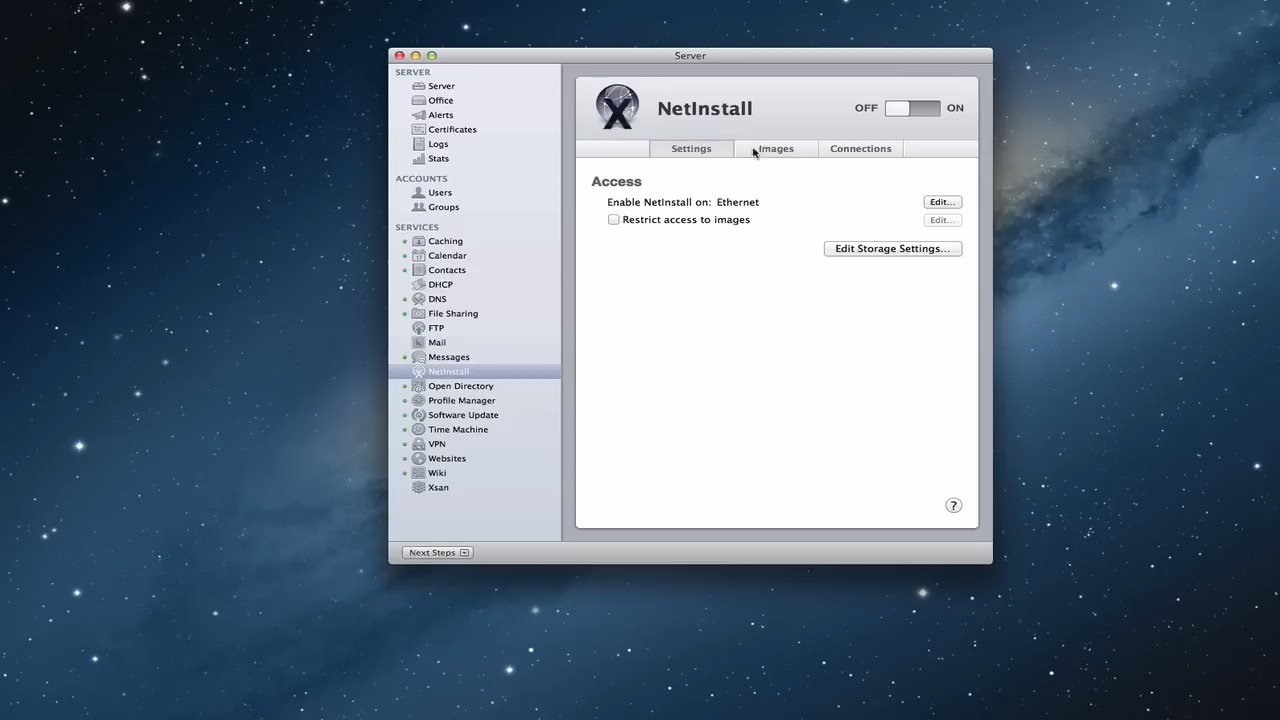 Server
SERVER
Server
Office
Alerts
Certificates
Logs
Stats
ACCOUNTS
Users
Groups
SERVICES
Caching
17 Calendar
Contacts
DHCP
DNS
File Sharing
FTP
Mail
Messages
NetInstall
Open Directory
Profile Manager
Software Update
Time Machine
VPN
Websites
Wiki
Xsan
Next Steps
X NetInstall OFF ON
Settings Images Connections
Access
Enable NetInstall on: Ethernet Edit...
Restrict access to images Edit...
Edit Storage Settings...
?